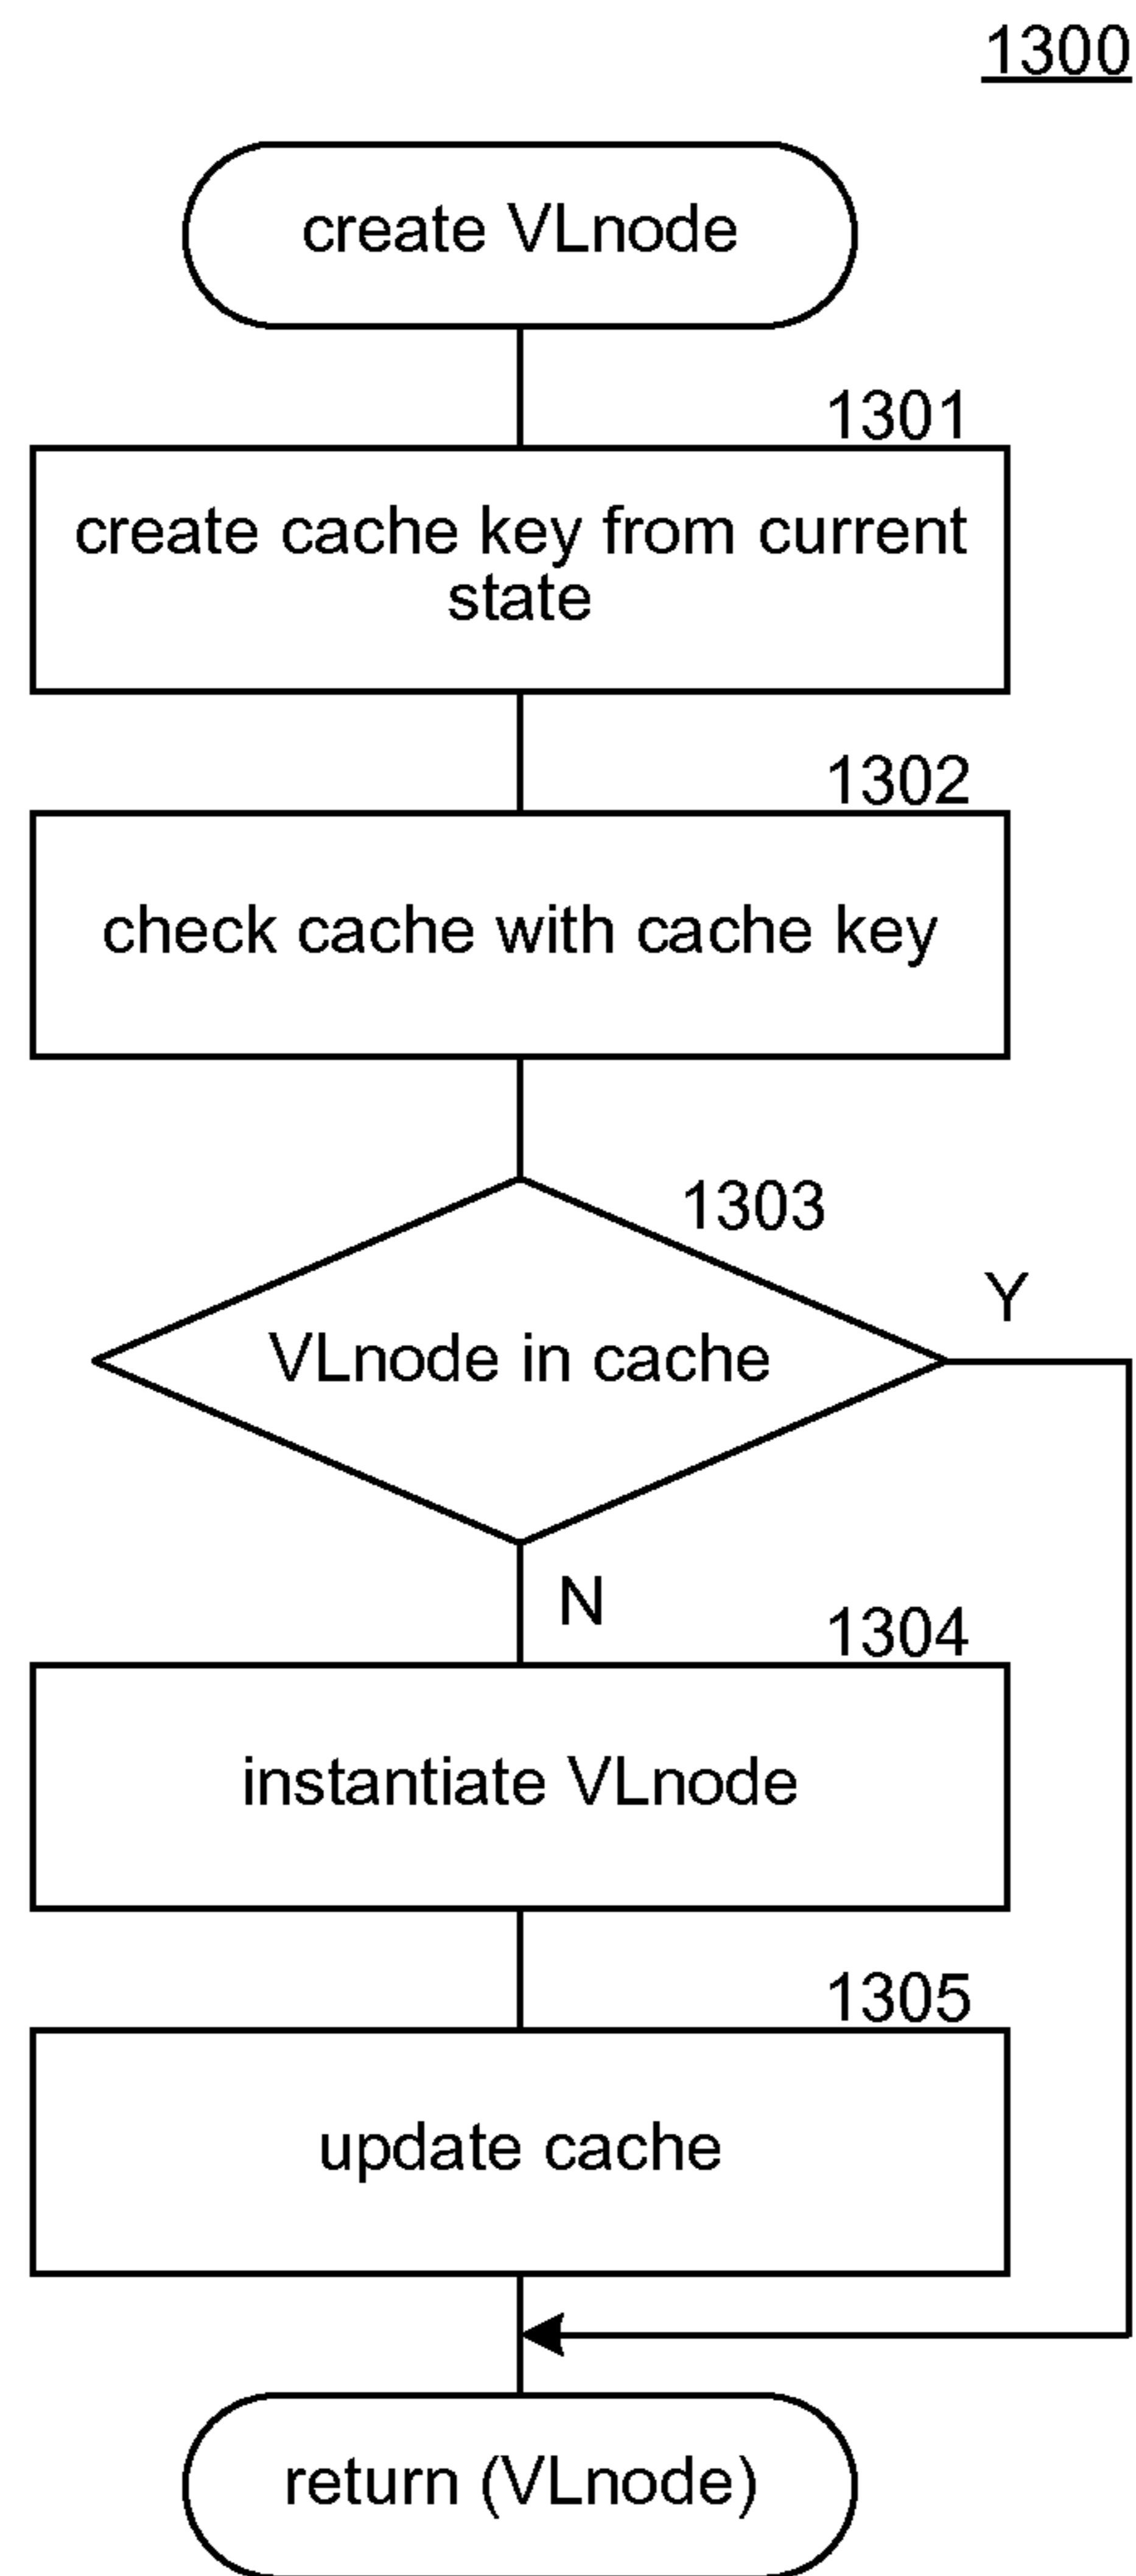 1300
create VLnode
1301
create cache key from current
state
1302
check cache with cache key
1303
VLnode in cache
Y
N
1304
instantiate VLnode
1305
update cache
return (VLnode)